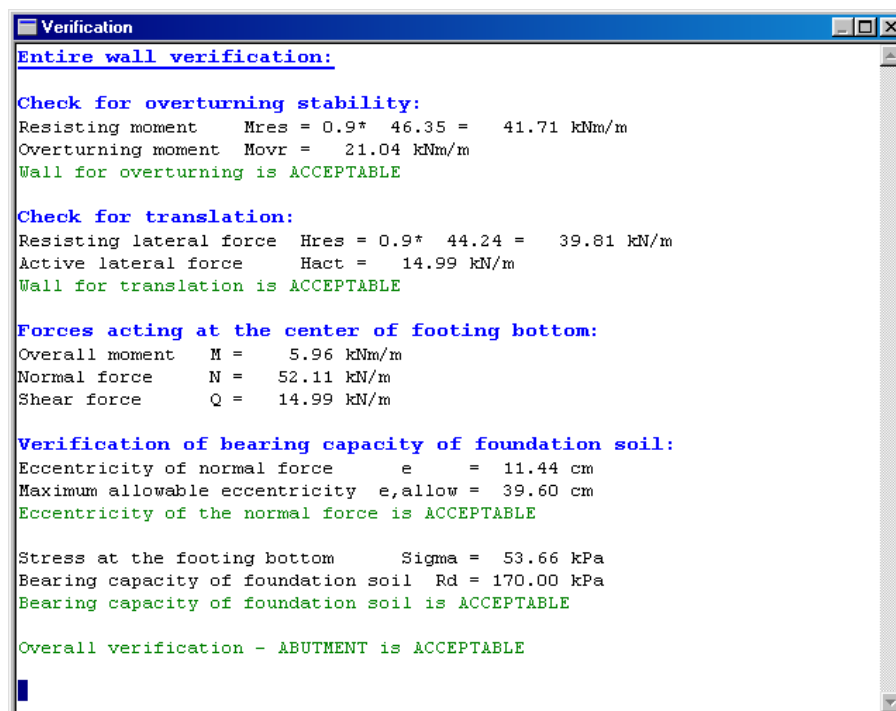 Verification
Entire wall verification:
Check for overturning stability:
Resisting moment Mres = 0.9* 46.35 = 41.71 kNm/m
Overturning moment Movr = 21.04 kNm/m
Wall for overturning is ACCEPTABLE
Check for translation:
Resisting lateral force Hres = 0.9* 44.24 = 39.81 kN/m
Active lateral force Hact = 14.99 kN/m
Wall for translation is ACCEPTABLE
Forces acting at the center of footing bottom:
Overall moment M = 5.96 kNm/m
Normal force N = 52.11 kN/m
Shear force Q = 14.99 kN/m
Verification of bearing capacity of foundation soil:
Eccentricity of normal force e = 11.44 cm
Maximum allowable eccentricity e,allow = 39.60 cm
Eccentricity of the normal force is ACCEPTABLE
Stress at the footing bottom Sigma = 53.66 kPa
Bearing capacity of foundation soil Rd = 170.00 kPa
Bearing capacity of foundation soil is ACCEPTABLE
Overall verification - ABUTMENT is ACCEPTABLE